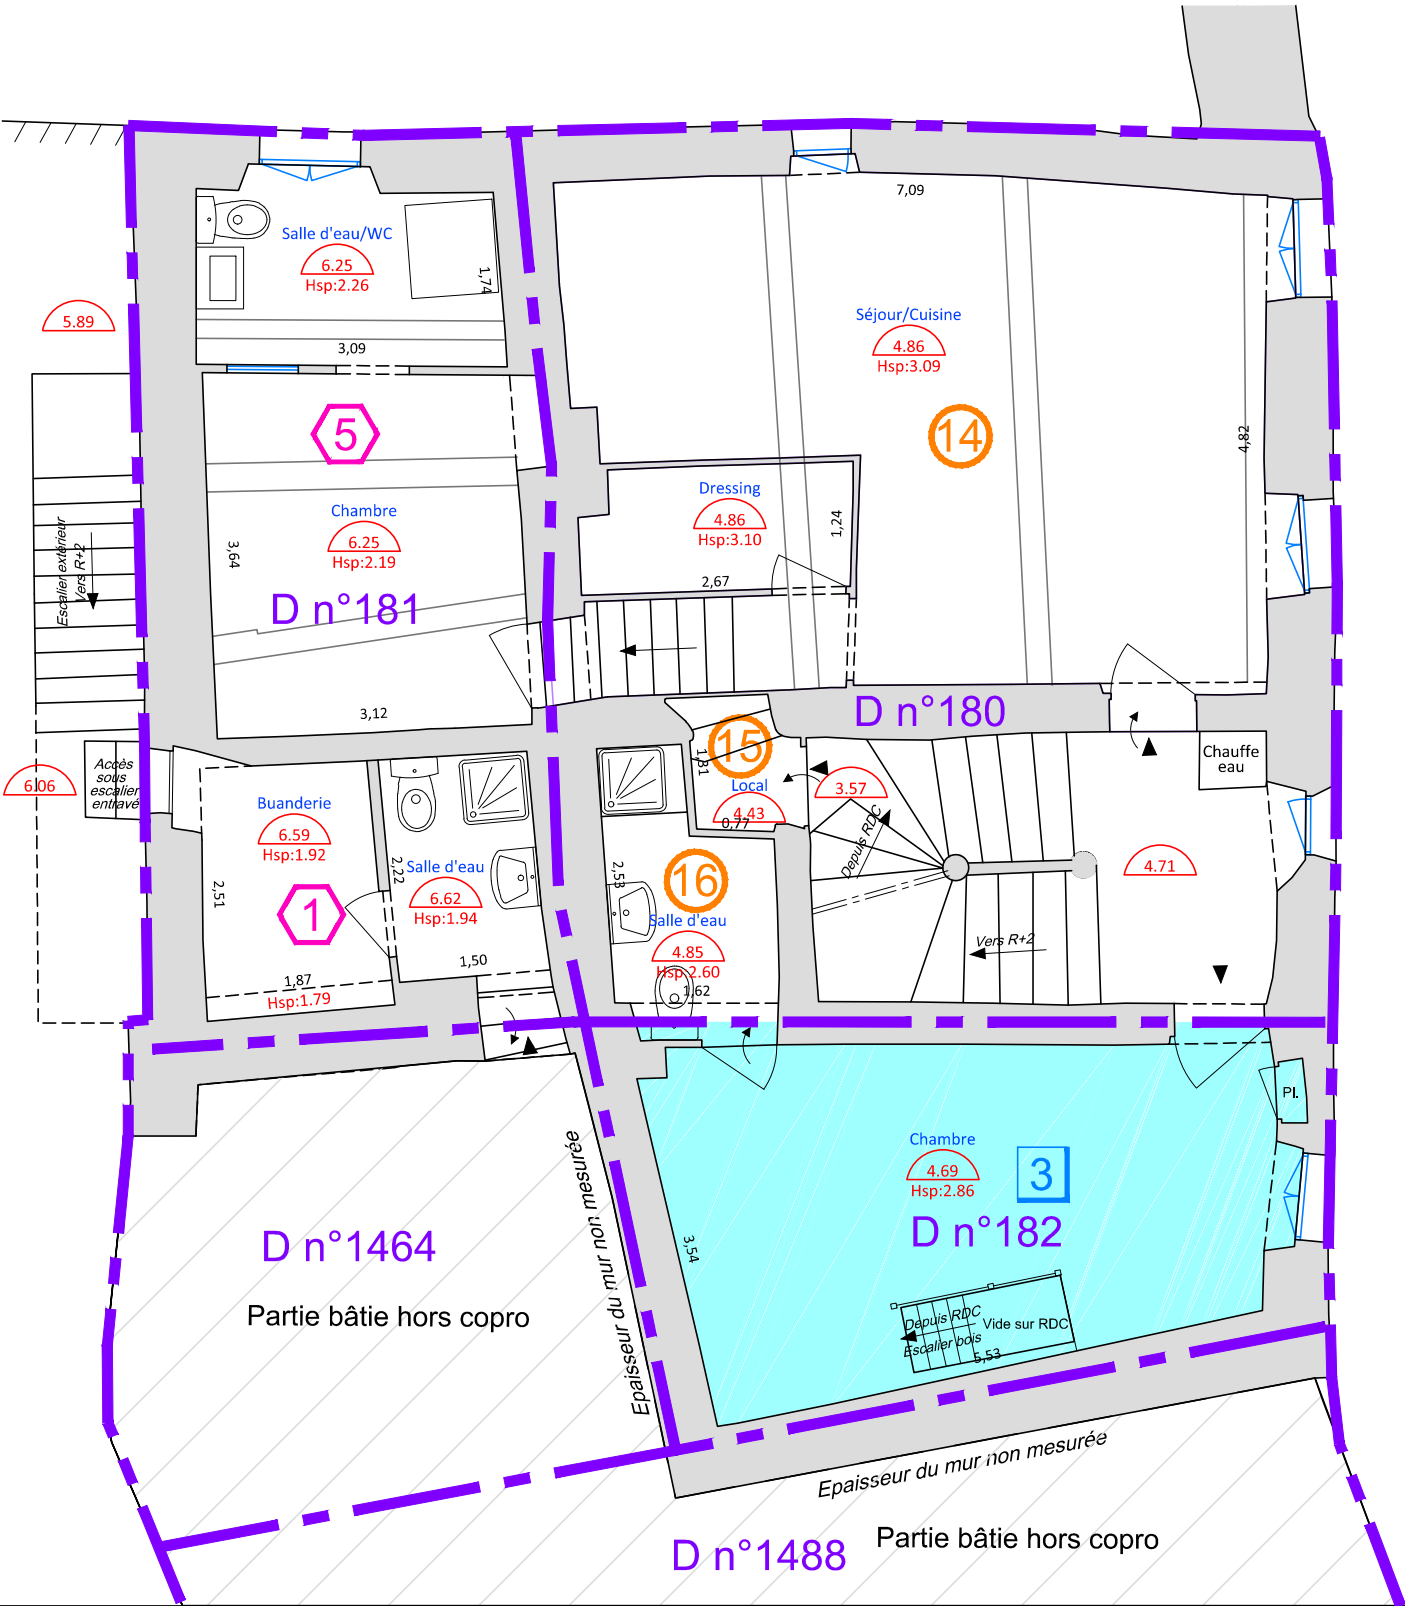 7,09
Salle d'eau/WC
6.25
Hsp:2.26
1,74
3,09
5.89
Séjour/Cuisine
4.86
Hsp:3.09
14
4,82
5
Chambre
6.25
Hsp:2.19
3,64
D n°181
3,12
Dressing
4.86
Hsp:3.10
1,24
2,67
Escalier extérieur
Vers R+2
D n°180
15
1,31
Local
4.43
0,77
3.57
Depuis RDC
Chauffe
eau
4.71
Vers R+2
6.06
Accès
sous
escalier
entravé
Buanderie
6.59
Hsp:1.92
2,51
1
1,87
Hsp:1.79
2,22
Salle d'eau
6.62
Hsp:1.94
1,50
2,53
16
Salle d'eau
4.85
Hsp:2.60
1,62
Pl.
Chambre
4.69
Hsp:2.86
3
D n°182
3,54
Depuis RDC
Escalier bois
Vide sur RDC
5,53
Epaisseur du mur non mesurée
D n°1464
Partie bâtie hors copro
Epaisseur du mur non mesurée
D n°1488
Partie bâtie hors copro